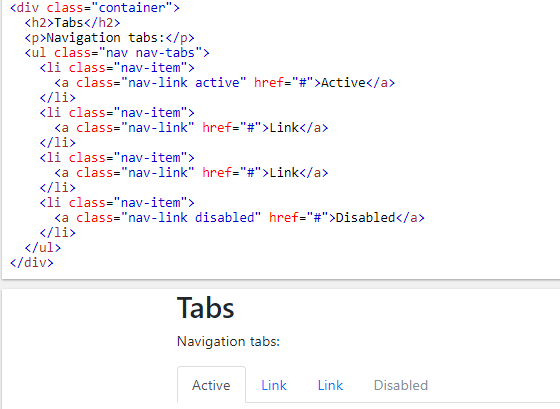 <div class="container">
  <h2>Tabs</h2>
  <p>Navigation tabs:</p>
  <ul class="nav nav-tabs">
    <li class="nav-item">
      <a class="nav-link active" href="#">Active</a>
    </li>
    <li class="nav-item">
      <a class="nav-link" href="#">Link</a>
    </li>
    <li class="nav-item">
      <a class="nav-link" href="#">Link</a>
    </li>
    <li class="nav-item">
      <a class="nav-link disabled" href="#">Disabled</a>
    </li>
  </ul>
</div>
Tabs
Navigation tabs:
Active Link Link Disabled